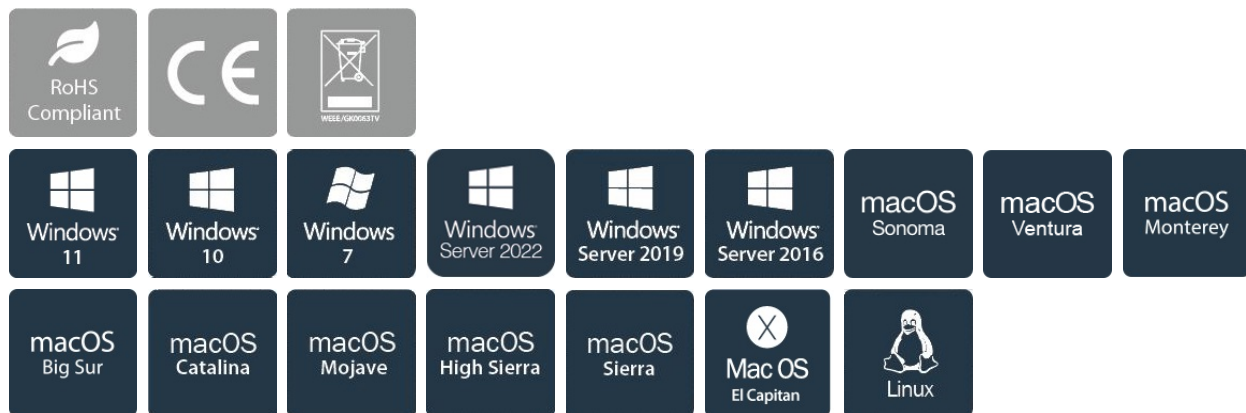 RoHS
Compliant
CE
WEEE/GK0063TV
Windows
11
Windows
10
Windows
7
Windows
Server 2022
Windows
Server 2019
Windows
Server 2016
macOS
Sonoma
macOS
Ventura
macOS
Monterey
macOS
Big Sur
macOS
Catalina
macOS
Mojave
macOS
High Sierra
macOS
Sierra
X
Mac OS
El Capitan
Linux